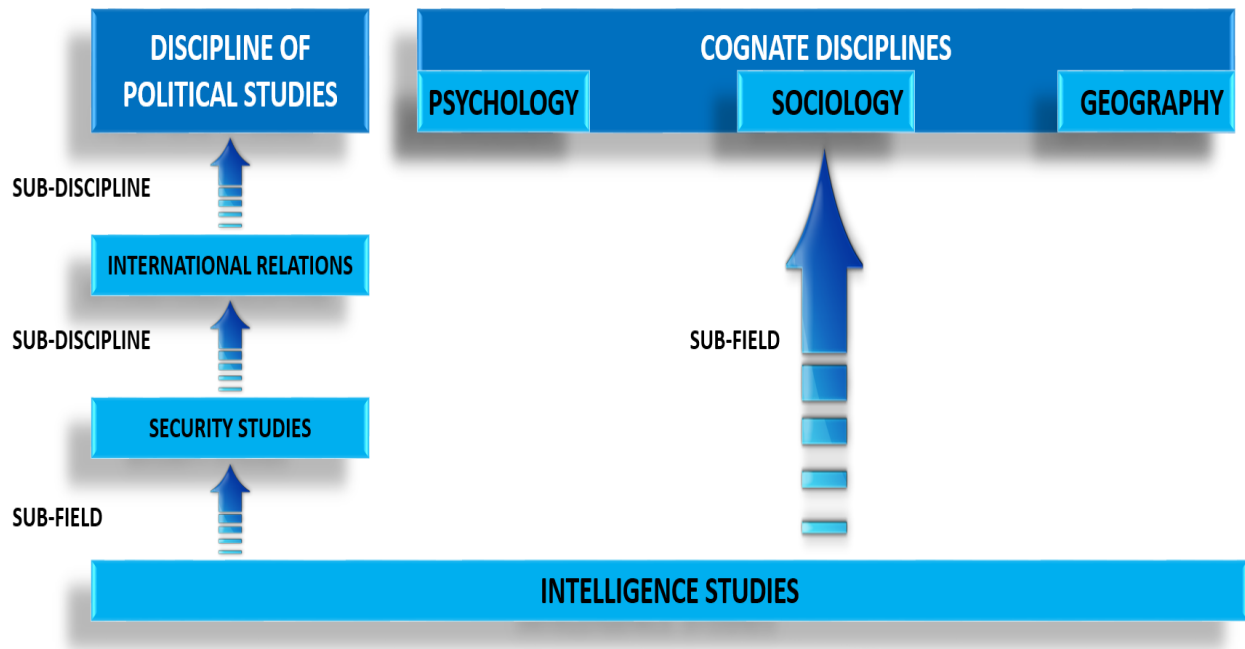 DISCIPLINE OF
POLITICAL STUDIES
COGNATE DISCIPLINES
PSYCHOLOGY
SOCIOLOGY
GEOGRAPHY
SUB-DISCIPLINE
INTERNATIONAL RELATIONS
SUB-DISCIPLINE
SUB-FIELD
SECURITY STUDIES
SUB-FIELD
INTELLIGENCE STUDIES